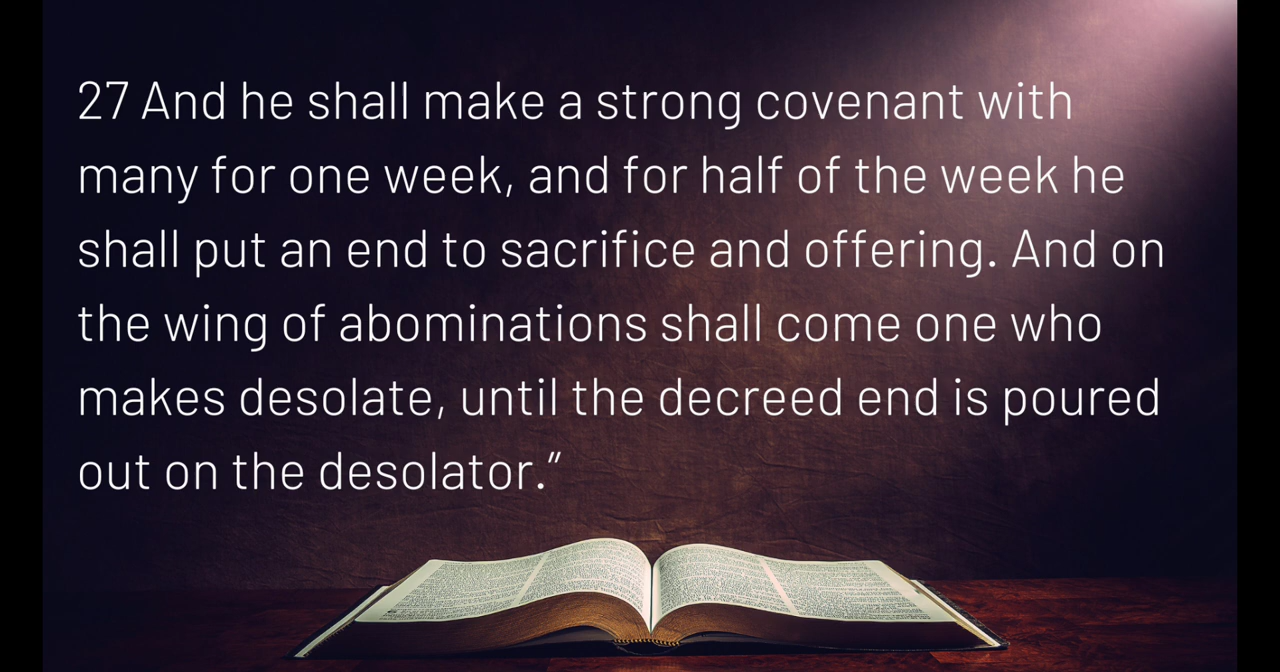 27 And he shall make a strong covenant with
many for one week, and for half of the week he
shall put an end to sacrifice and offering. And on
the wing of abominations shall come one who
makes desolate, until the decreed end is poured
out on the desolator.”